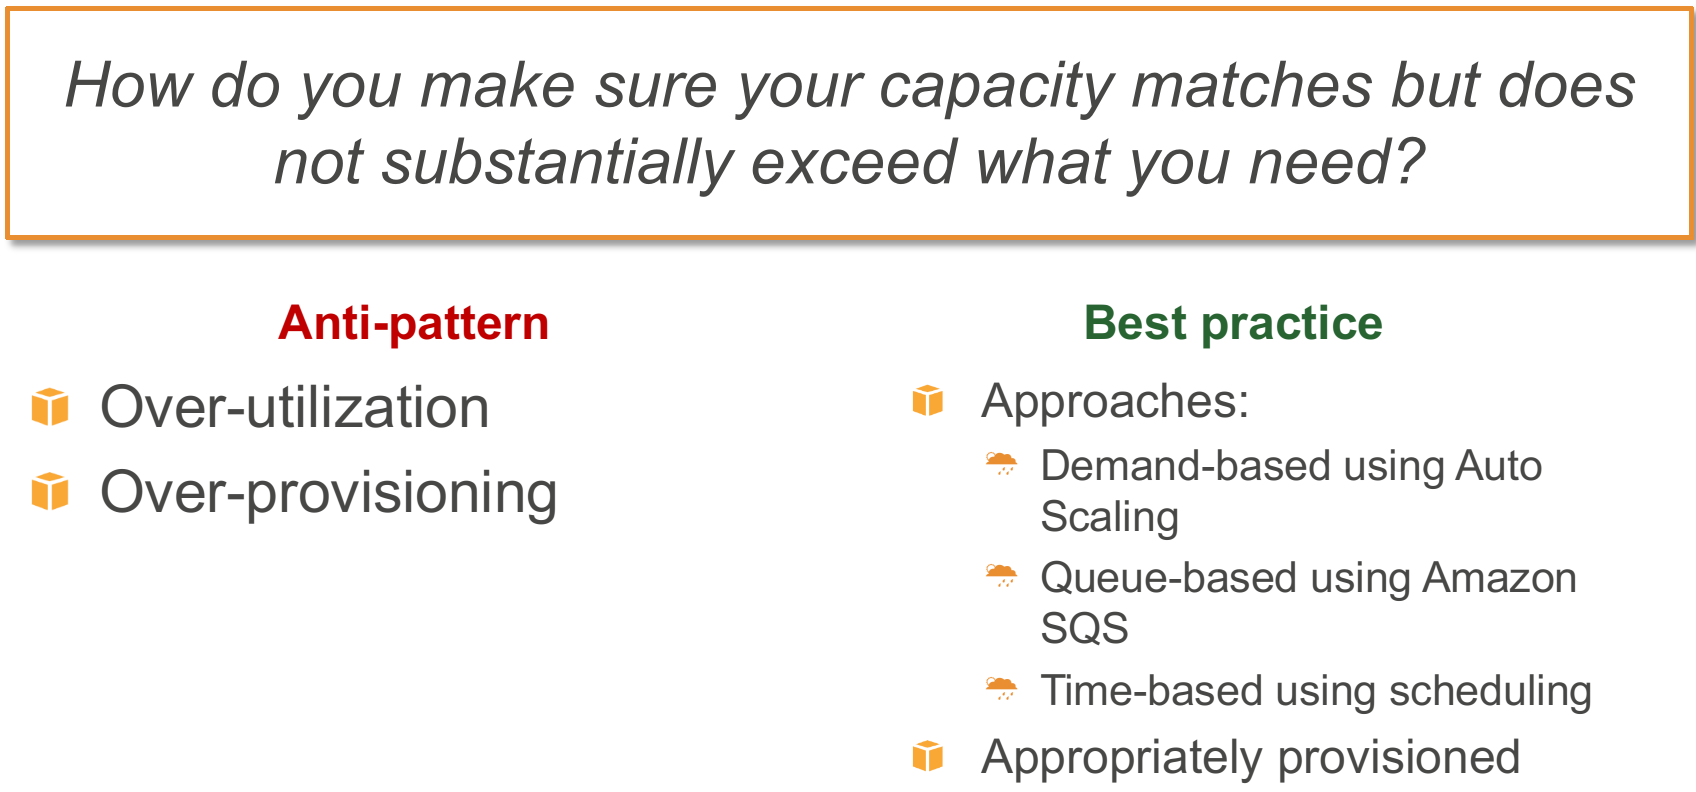 How do you make sure your capacity matches but does
not substantially exceed what you need?
Anti-pattern
Over-utilization
Over-provisioning
Best practice
Approaches:
Demand-based using Auto
Scaling
Queue-based using Amazon
SQS
Time-based using scheduling
Appropriately provisioned